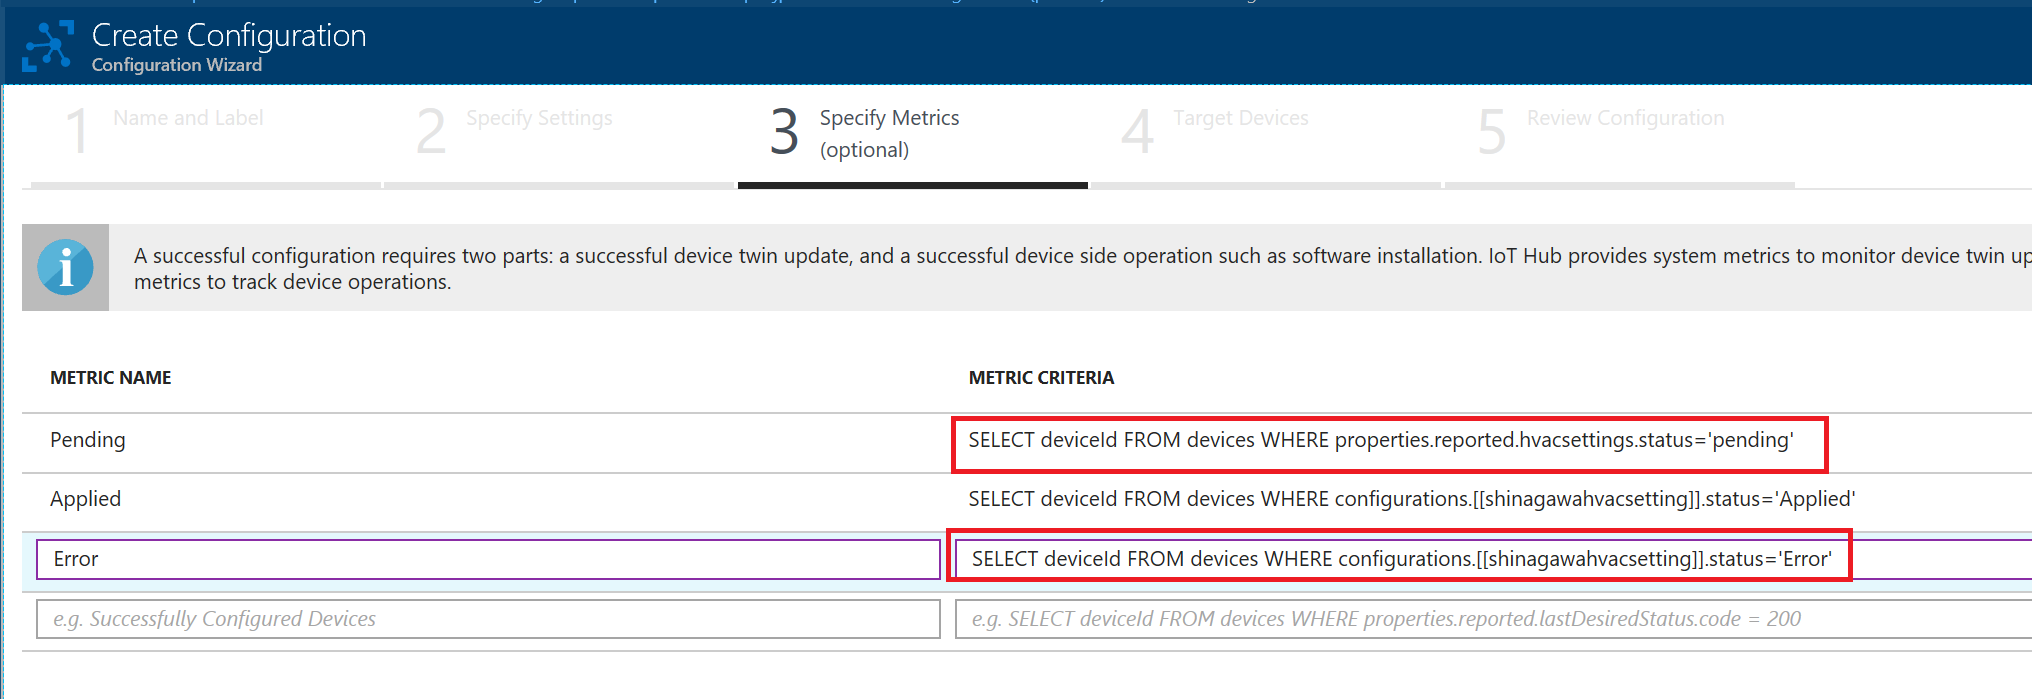 Create Configuration
Configuration Wizard
1 Name and Label 2 Specify Settings 3 Specify Metrics 4 Target Devices 5 Review Configuration
(optional)
A successful configuration requires two parts: a successful device twin update, and a successful device side operation such as software installation. IoT Hub provides system metrics to monitor device twin up
metrics to track device operations.
METRIC NAME METRIC CRITERIA
Pending SELECT deviceId FROM devices WHERE properties.reported.hvacsettings.status='pending'
Applied SELECT deviceId FROM devices WHERE configurations.[[shinagawahvacsetting]].status='Applied'
Error SELECT deviceId FROM devices WHERE configurations.[[shinagawahvacsetting]].status='Error'
e.g. Successfully Configured Devices e.g. SELECT deviceId FROM devices WHERE properties.reported.lastDesiredStatus.code = 200